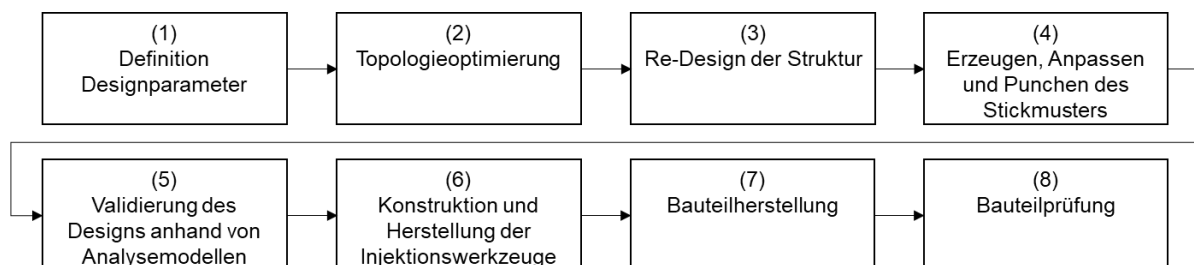 (1)
Definition
Designparameter
(2)
Topologieoptimierung
(3)
Re-Design der Struktur
(4)
Erzeugen, Anpassen
und Punchen des
Stickmusters
(5)
Validierung des
Designs anhand von
Analysemodellen
(6)
Konstruktion und
Herstellung der
Injektionswerkzeuge
(7)
Bauteilherstellung
(8)
Bauteilprüfung